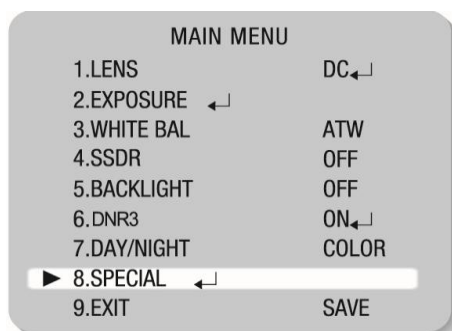 MAIN MENU
1.LENS DC↵
2.EXPOSURE ↵
3.WHITE BAL ATW
4.SSDR OFF
5.BACKLIGHT OFF
6.DNR3 ON↵
7.DAY/NIGHT COLOR
▶ 8.SPECIAL ↵
9.EXIT SAVE